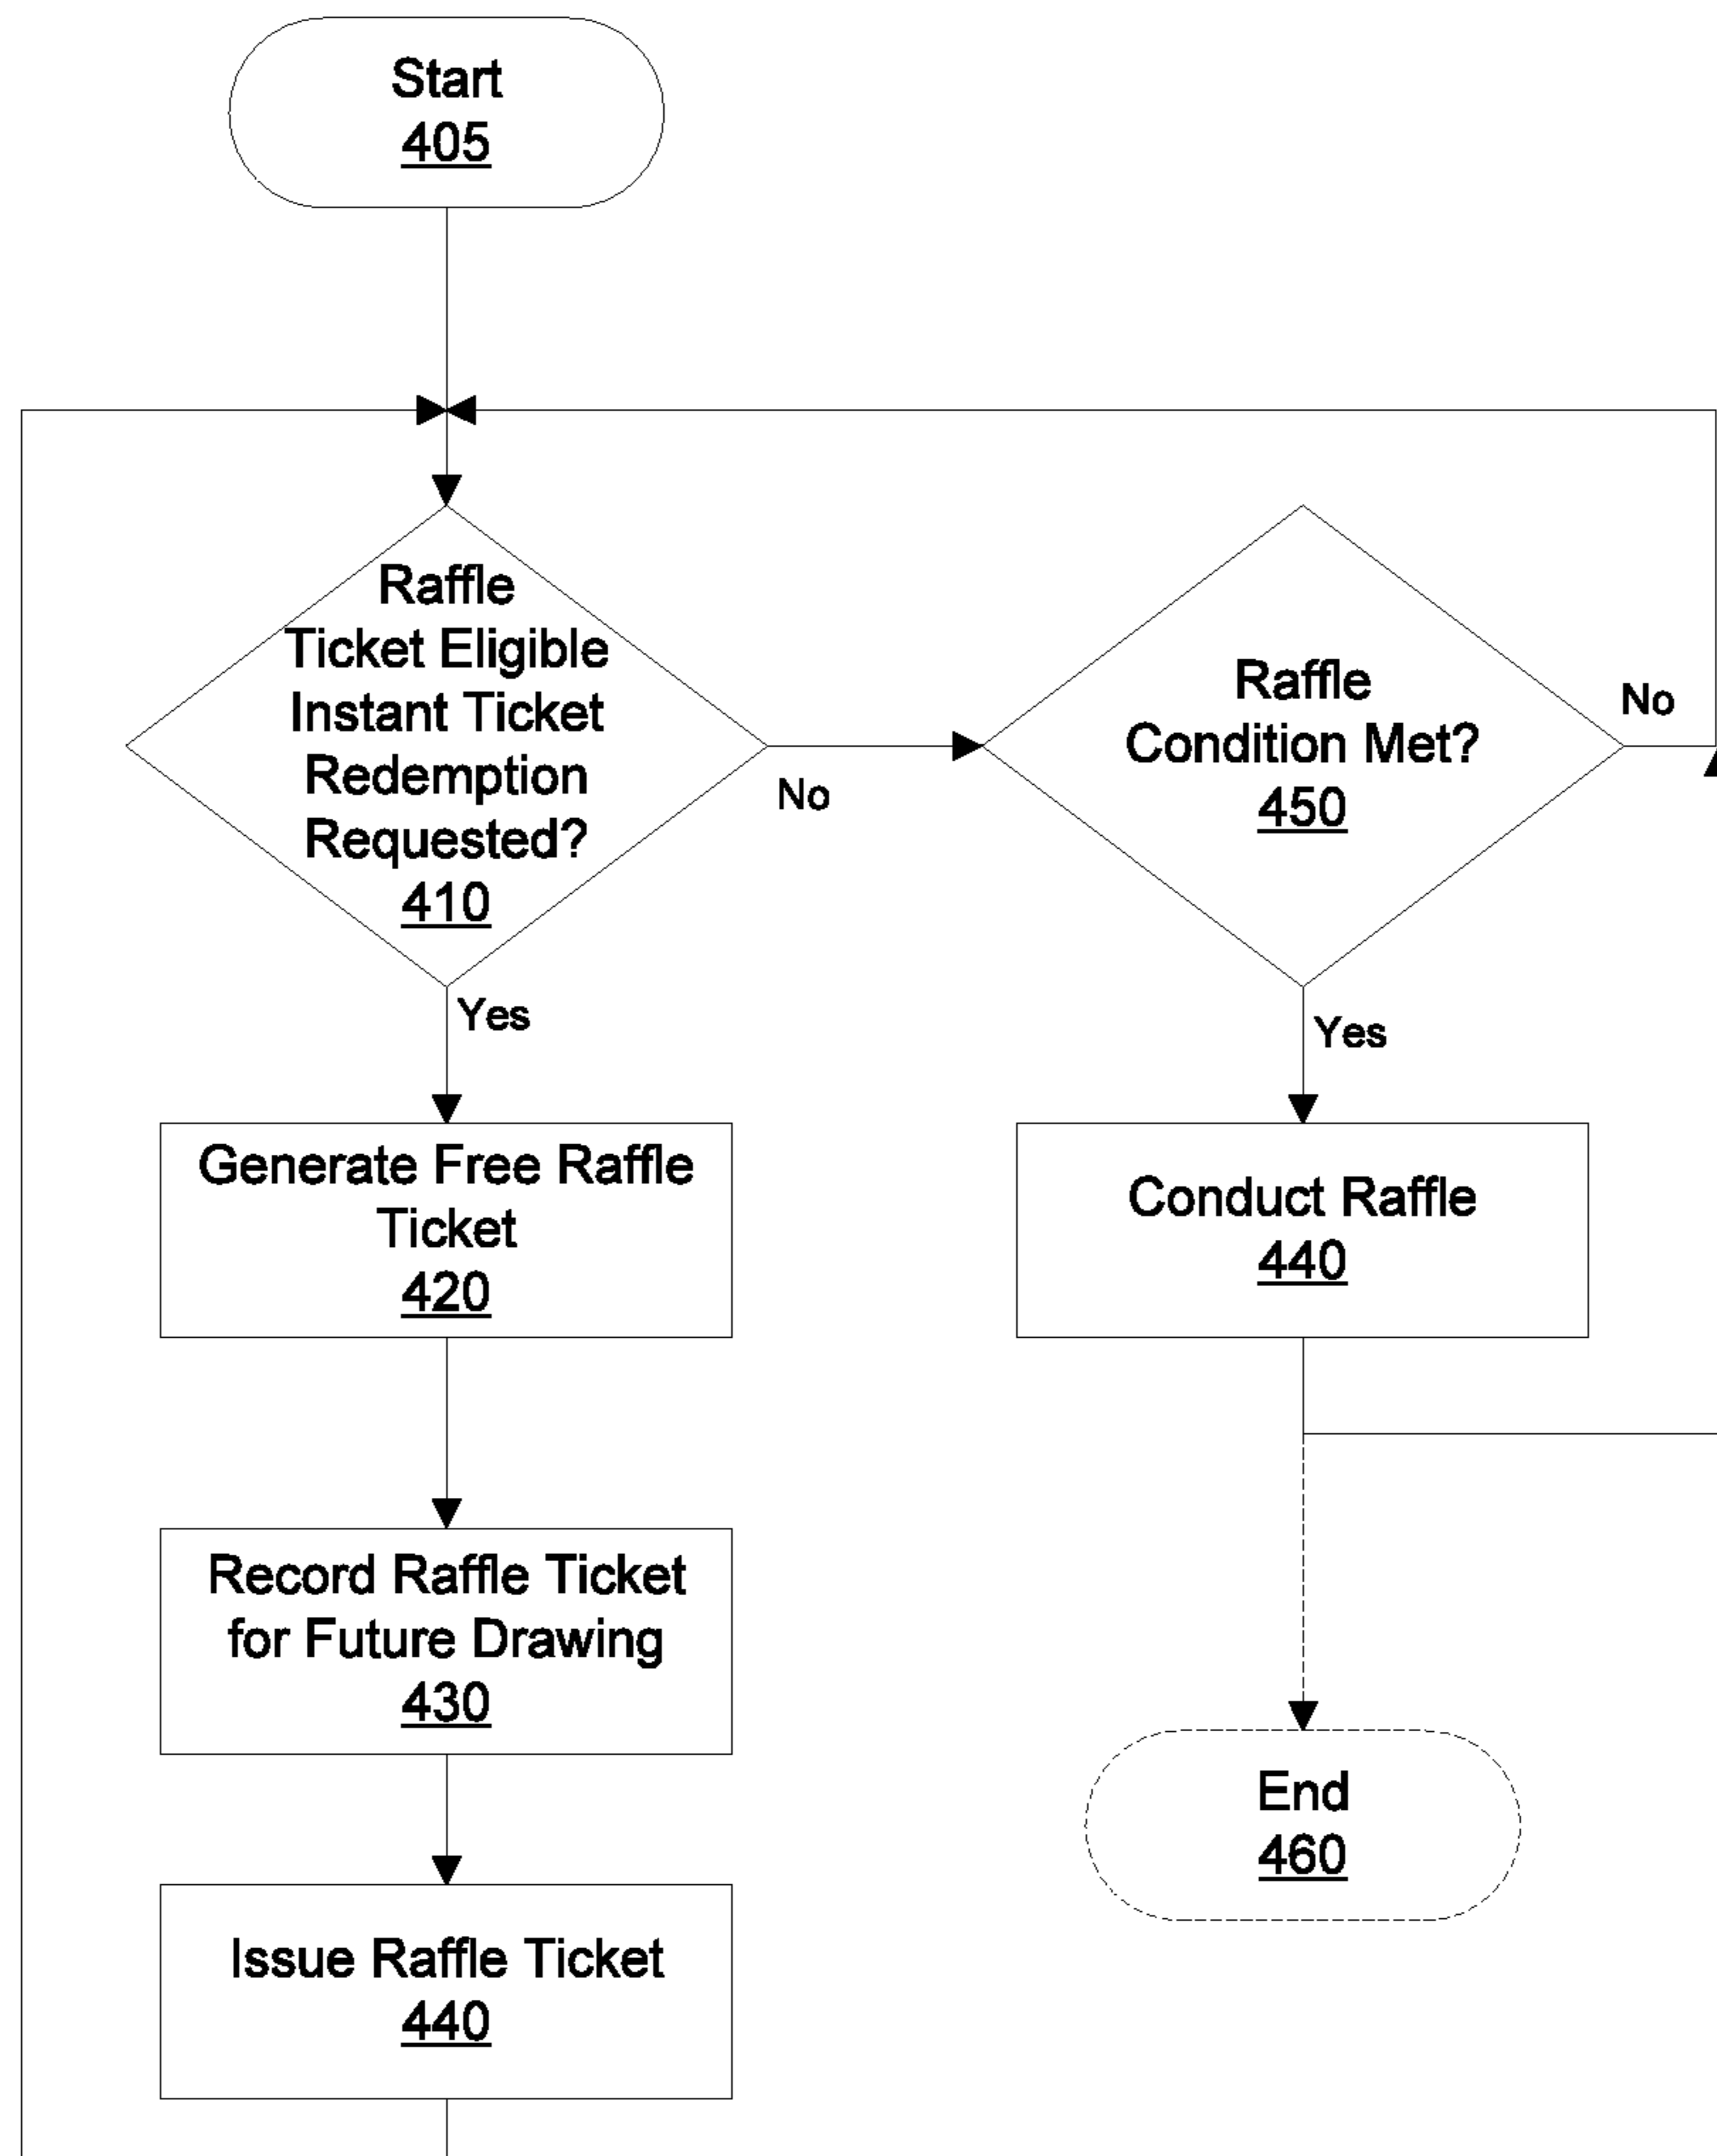 Start
405
Raffle
Ticket Eligible
Instant Ticket
Redemption
Requested?
410
No
Yes
Raffle
Condition Met?
450
No
Yes
Generate Free Raffle
Ticket
420
Conduct Raffle
440
Record Raffle Ticket
for Future Drawing
430
End
460
Issue Raffle Ticket
440